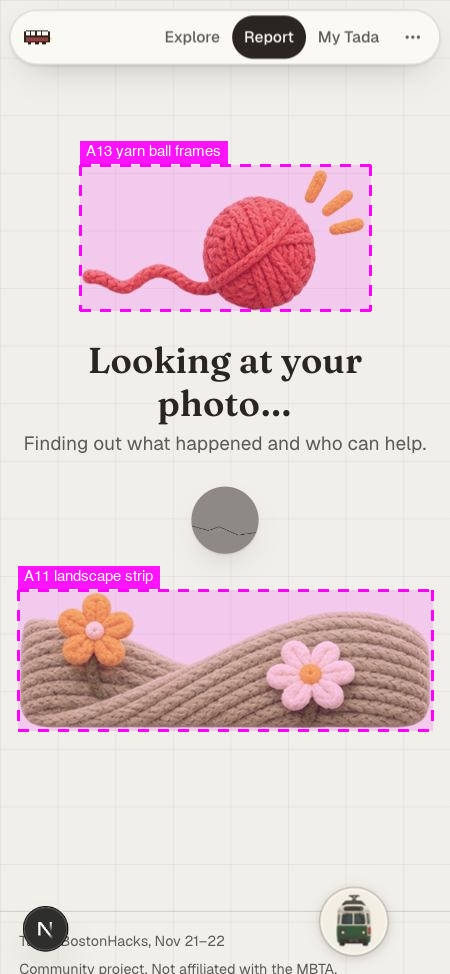 Explore Report My Tada
A13 yarn ball frames
Looking at your
photo...
Finding out what happened and who can help.
A11 landscape strip
N
BostonHacks, Nov 21–22
Community project. Not affiliated with the MBTA.